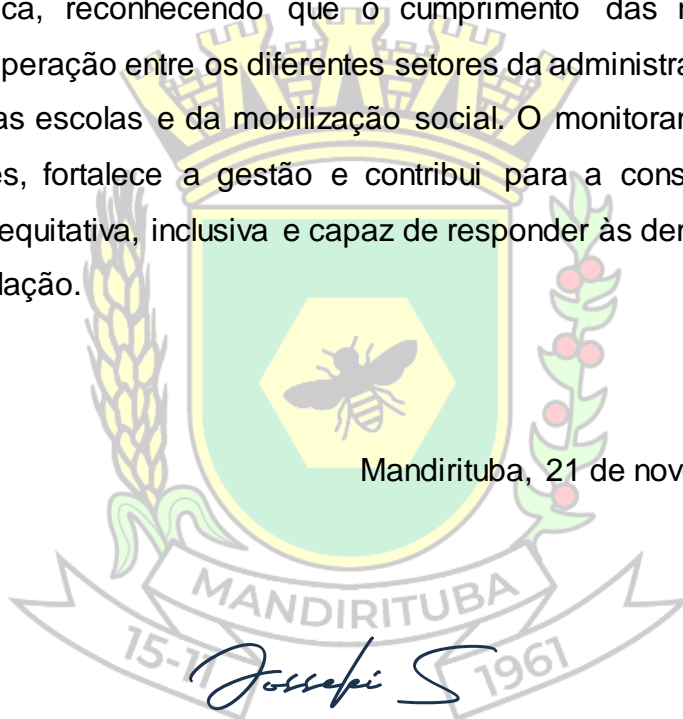 ca, reconhecendo que o cumprimento das
peração entre os diferentes setores da administra
as escolas e da mobilização social. O monitorar
es, fortalece a gestão e contribui para a cons
equitativa, inclusiva e capaz de responder às der
lação.
Mandirituba, 21 de nov
MANDIRITUBA
15-11 1961